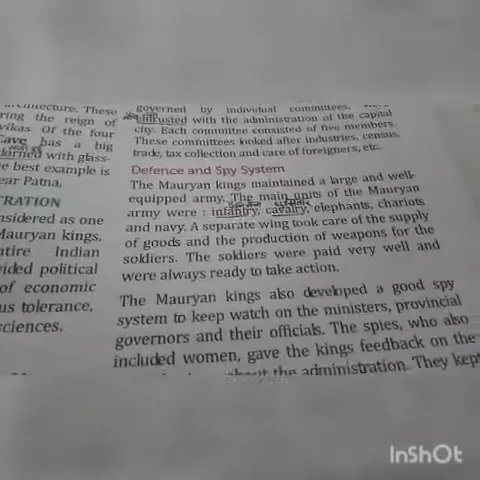 architecture. These
ring the reign of
vikas. Of the four
Cave has a big
dorned with glass-
e best example is
ear Patna,
TRATION
nsidered as one
Mauryan kings,
ntire Indian
vided political
of economic
us tolerance,
sciences.
governed by individual committees,
entrusted with the administration of the capital
city. Each committee consisted of five members.
These committees looked after industries, census,
trade, tax collection and care of foreigners, etc.
Defence and Spy System
The Mauryan kings maintained a large and well-
equipped army. The main units of the Mauryan
army were : infantry, cavalry, elephants, chariots
and navy. A separate wing took care of the supply
of goods and the production of weapons for the
soldiers. The soldiers were paid very well and
were always ready to take action.
The Mauryan kings also developed a good spy
system to keep watch on the ministers, provincial
governors and their officials. The spies, who also
included women, gave the kings feedback on the
about the administration. They kept
InShOt